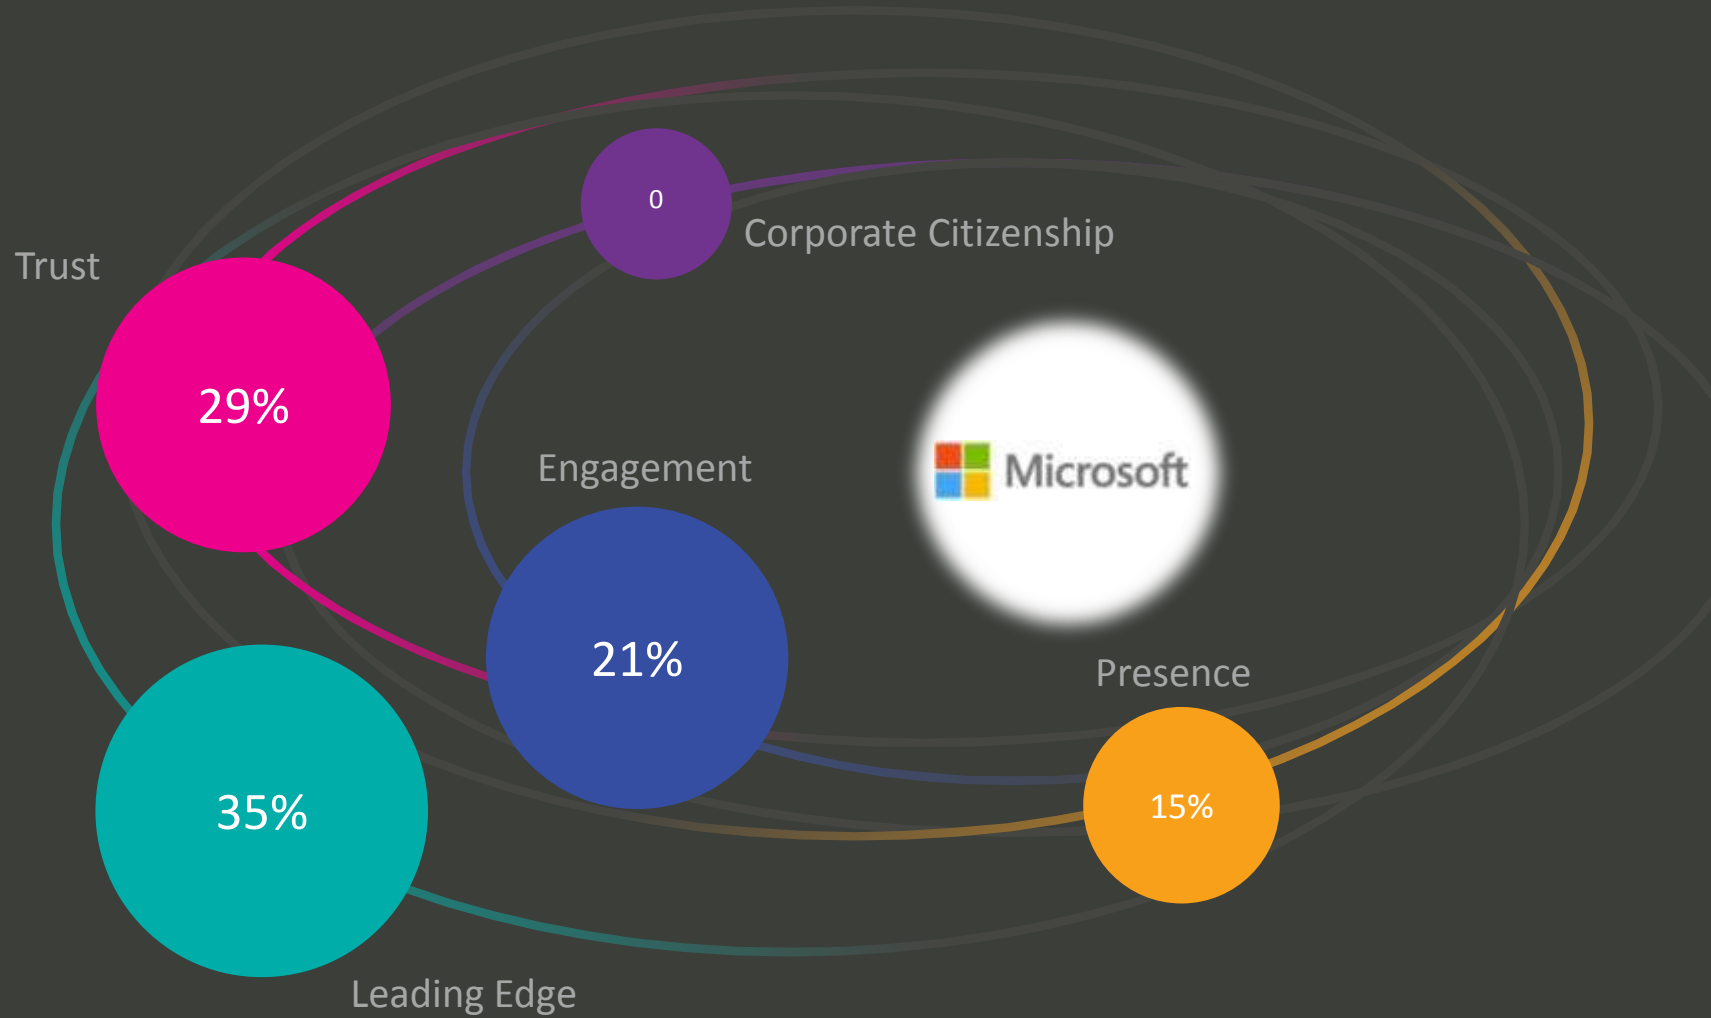 0
Corporate Citizenship
Trust
29%
Engagement
Microsoft
21%
Presence
15%
35%
Leading Edge